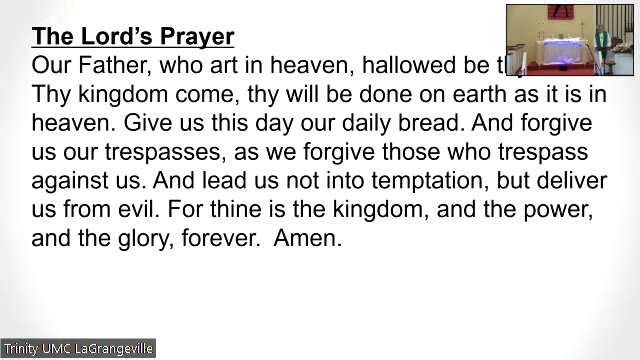 The Lord's Prayer
Our Father, who art in heaven, hallowed be
Thy kingdom come, thy will be done on earth as it is in
heaven. Give us this day our daily bread. And forgive
us our trespasses, as we forgive those who trespass
against us. And lead us not into temptation, but deliver
us from evil. For thine is the kingdom, and the power,
and the glory, forever.  Amen.
Trinity UMC LaGrangeville